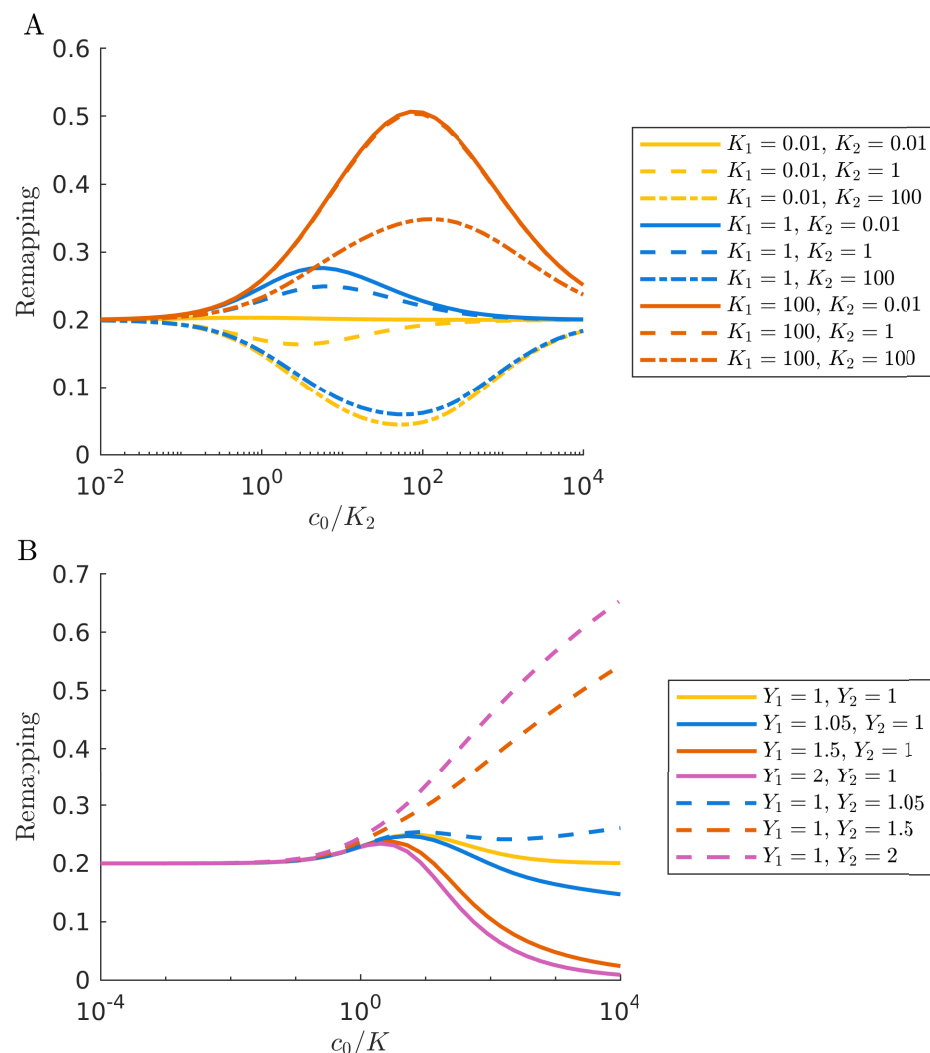 A
0.6
0.5
0.4
0.3
0.2
0.1
0
Remapping
10^-2
10^0
10^2
10^4
c_0/K_2
K_1 = 0.01, K_2 = 0.01
K_1 = 0.01, K_2 = 1
K_1 = 0.01, K_2 = 100
K_1 = 1, K_2 = 0.01
K_1 = 1, K_2 = 1
K_1 = 1, K_2 = 100
K_1 = 100, K_2 = 0.01
K_1 = 100, K_2 = 1
K_1 = 100, K_2 = 100
B
0.7
0.6
0.5
0.4
0.3
0.2
0.1
0
Remapping
10^-4
10^0
10^4
c_0/K
Y_1 = 1, Y_2 = 1
Y_1 = 1.05, Y_2 = 1
Y_1 = 1.5, Y_2 = 1
Y_1 = 2, Y_2 = 1
Y_1 = 1, Y_2 = 1.05
Y_1 = 1, Y_2 = 1.5
Y_1 = 1, Y_2 = 2